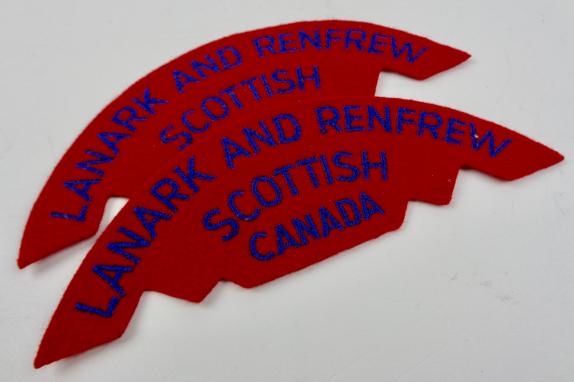 LANARK AND RENFREW
SCOTTISH
LANARK AND RENFREW
SCOTTISH
CANADA